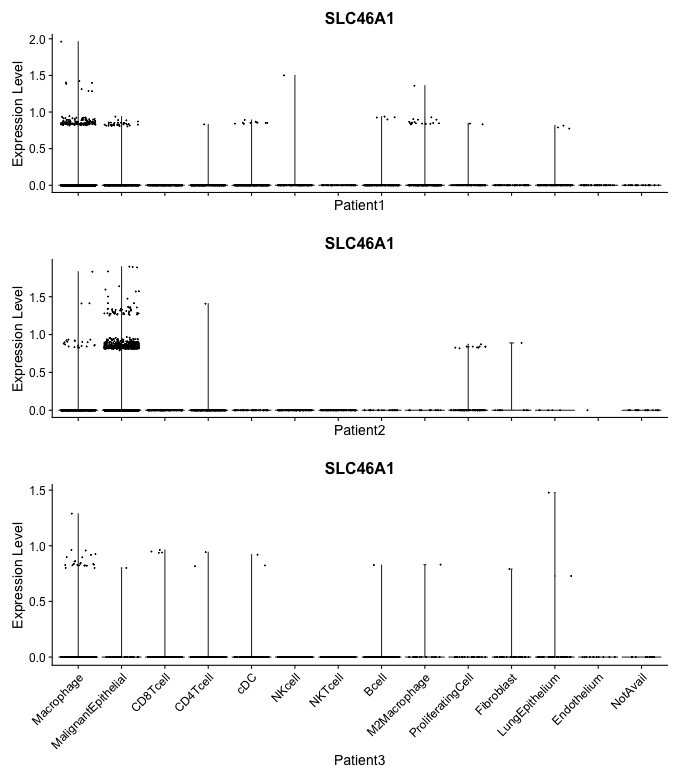 SLC46A1
Expression Level
2.0
1.5
1.0
0.5
0.0
Patient1
SLC46A1
Expression Level
1.5
1.0
0.5
0.0
Patient2
SLC46A1
Expression Level
1.5
1.0
0.5
0.0
Macrophage
MalignantEpithelial
CD8Tcell
CD4Tcell
cDC
NKcell
NKTcell
Bcell
M2Macrophage
ProliferatingCell
Fibroblast
LungEpithelium
Endothelium
NotAvail
Patient3